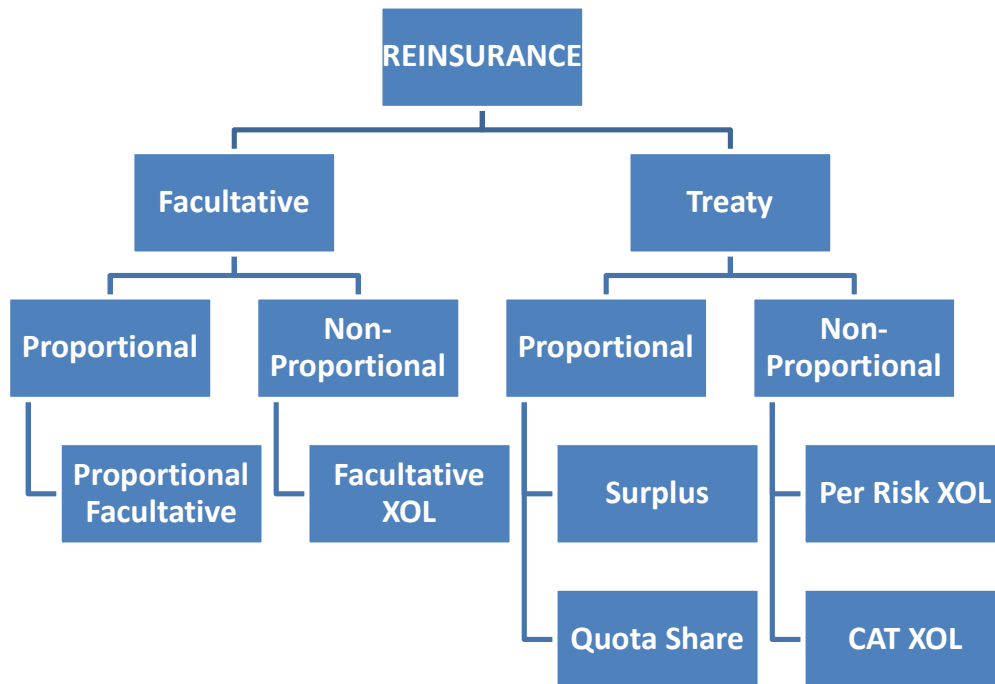 REINSURANCE
Facultative
Treaty
Proportional
Non-
Proportional
Proportional
Non-
Proportional
Proportional
Facultative
Facultative
XOL
Surplus
Per Risk XOL
Quota Share
CAT XOL